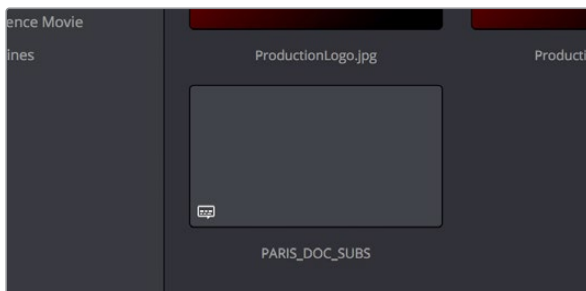 ence Movie
ines
ProductionLogo.jpg
Producti
PARIS_DOC_SUBS